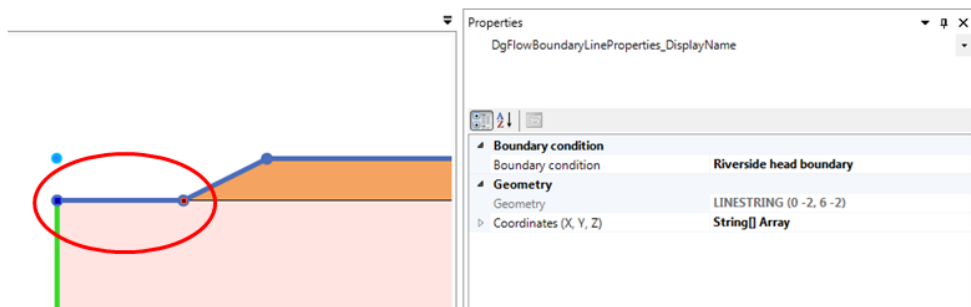 Properties
DgFlowBoundaryLineProperties_DisplayName
Boundary condition
Boundary condition Riverside head boundary
Geometry
Geometry LINESTRING (0 -2, 6 -2)
Coordinates (X, Y, Z) String[] Array